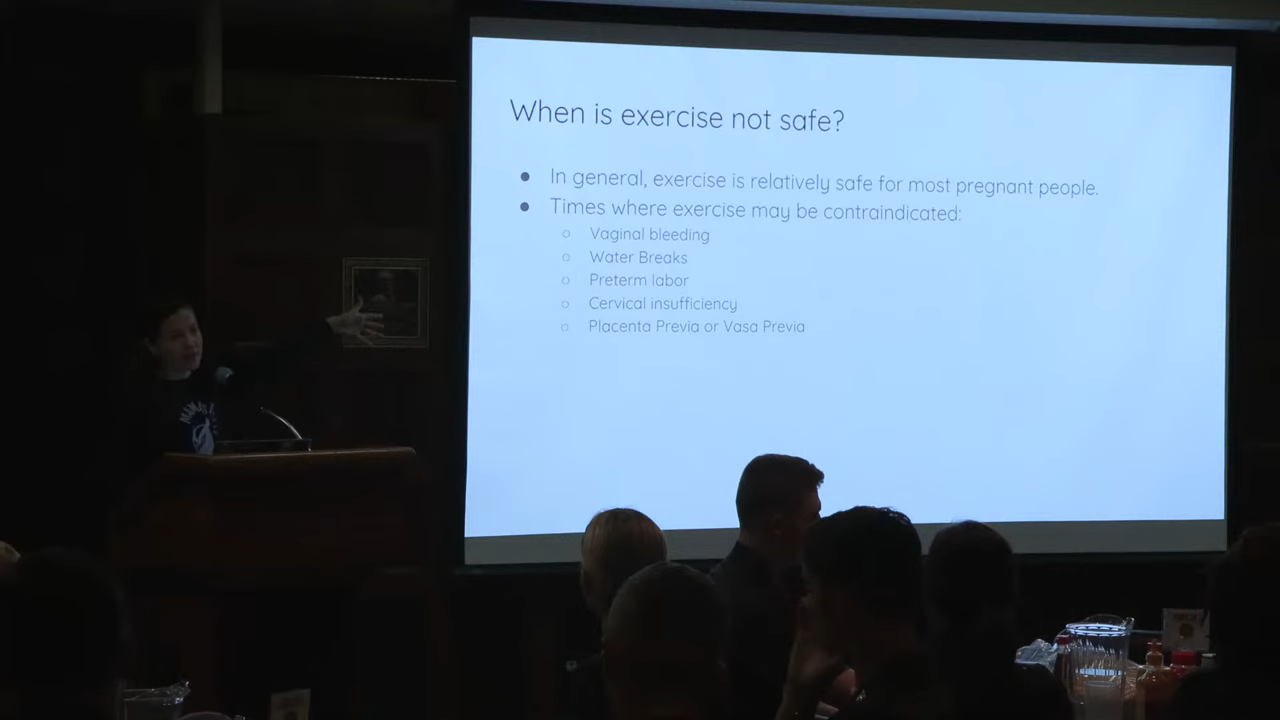 When is exercise not safe?
● In general, exercise is relatively safe for most pregnant people.
● Times where exercise may be contraindicated:
○ Vaginal bleeding
○ Water Breaks
○ Preterm labor
○ Cervical insufficiency
○ Placenta Previa or Vasa Previa